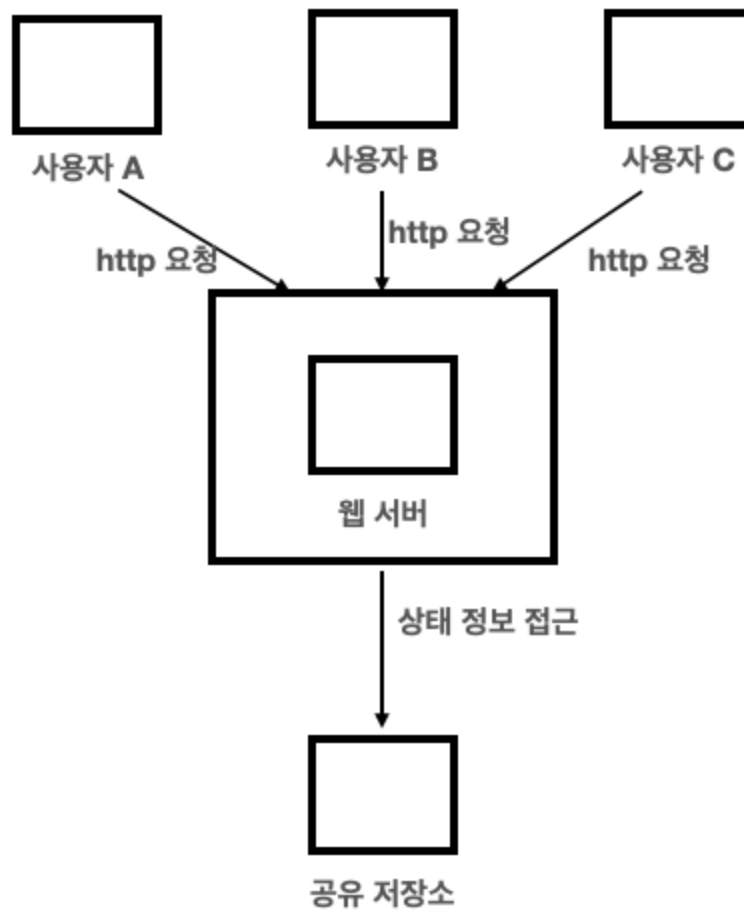 사용자 A
사용자 B
사용자 C
http 요청
http 요청
http 요청
웹 서버
상태 정보 접근
공유 저장소